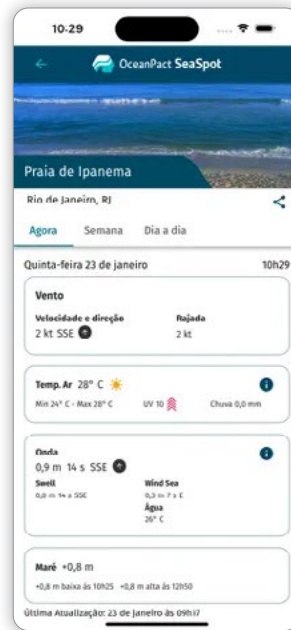 10:29
OceanPact SeaSpot
Praia de Ipanema
Rio de Janeiro, RJ
Agora Semana Dia a dia
Quinta-feira 23 de janeiro 10h29
Vento
Velocidade e direção Rajada
2 kt SSE 2 kt
Temp. Ar 28° C
Min 24° C - Max 28° C UV 10 Chuva 0,0 mm
Onda
0,9 m 14 s SSE
Swell Wind Sea
0,8 m 14 s SSE 0,3 m 7 s E
Água
26° C
Maré +0,8 m
+0,8 m baixa às 10h25 +0,8 m alta às 12h50
Última Atualização: 23 de Janeiro às 09h17